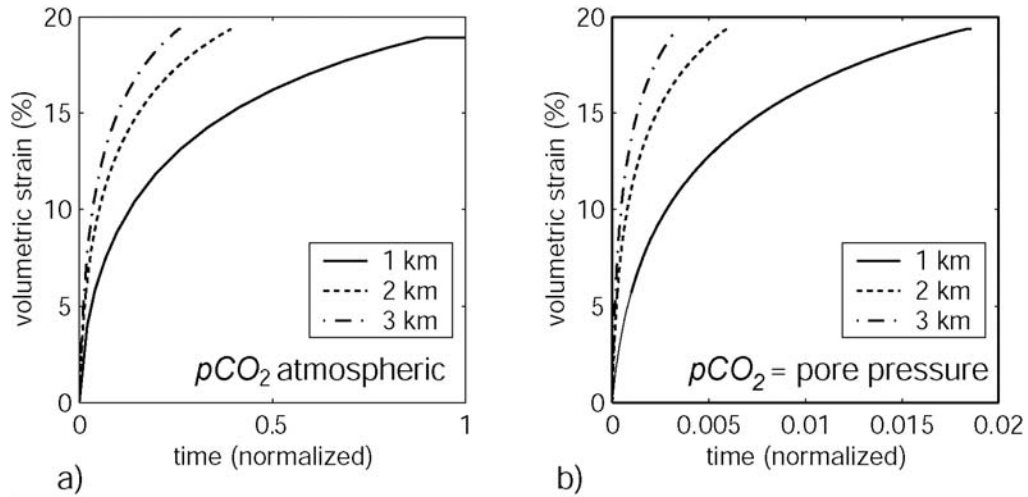 20
15
10
5
0
volumetric strain (%)
1 km
2 km
3 km
pCO₂ atmospheric
0 0.5 1
time (normalized)
a)
20
15
10
5
0
volumetric strain (%)
1 km
2 km
3 km
pCO₂ = pore pressure
0 0.005 0.01 0.015 0.02
time (normalized)
b)